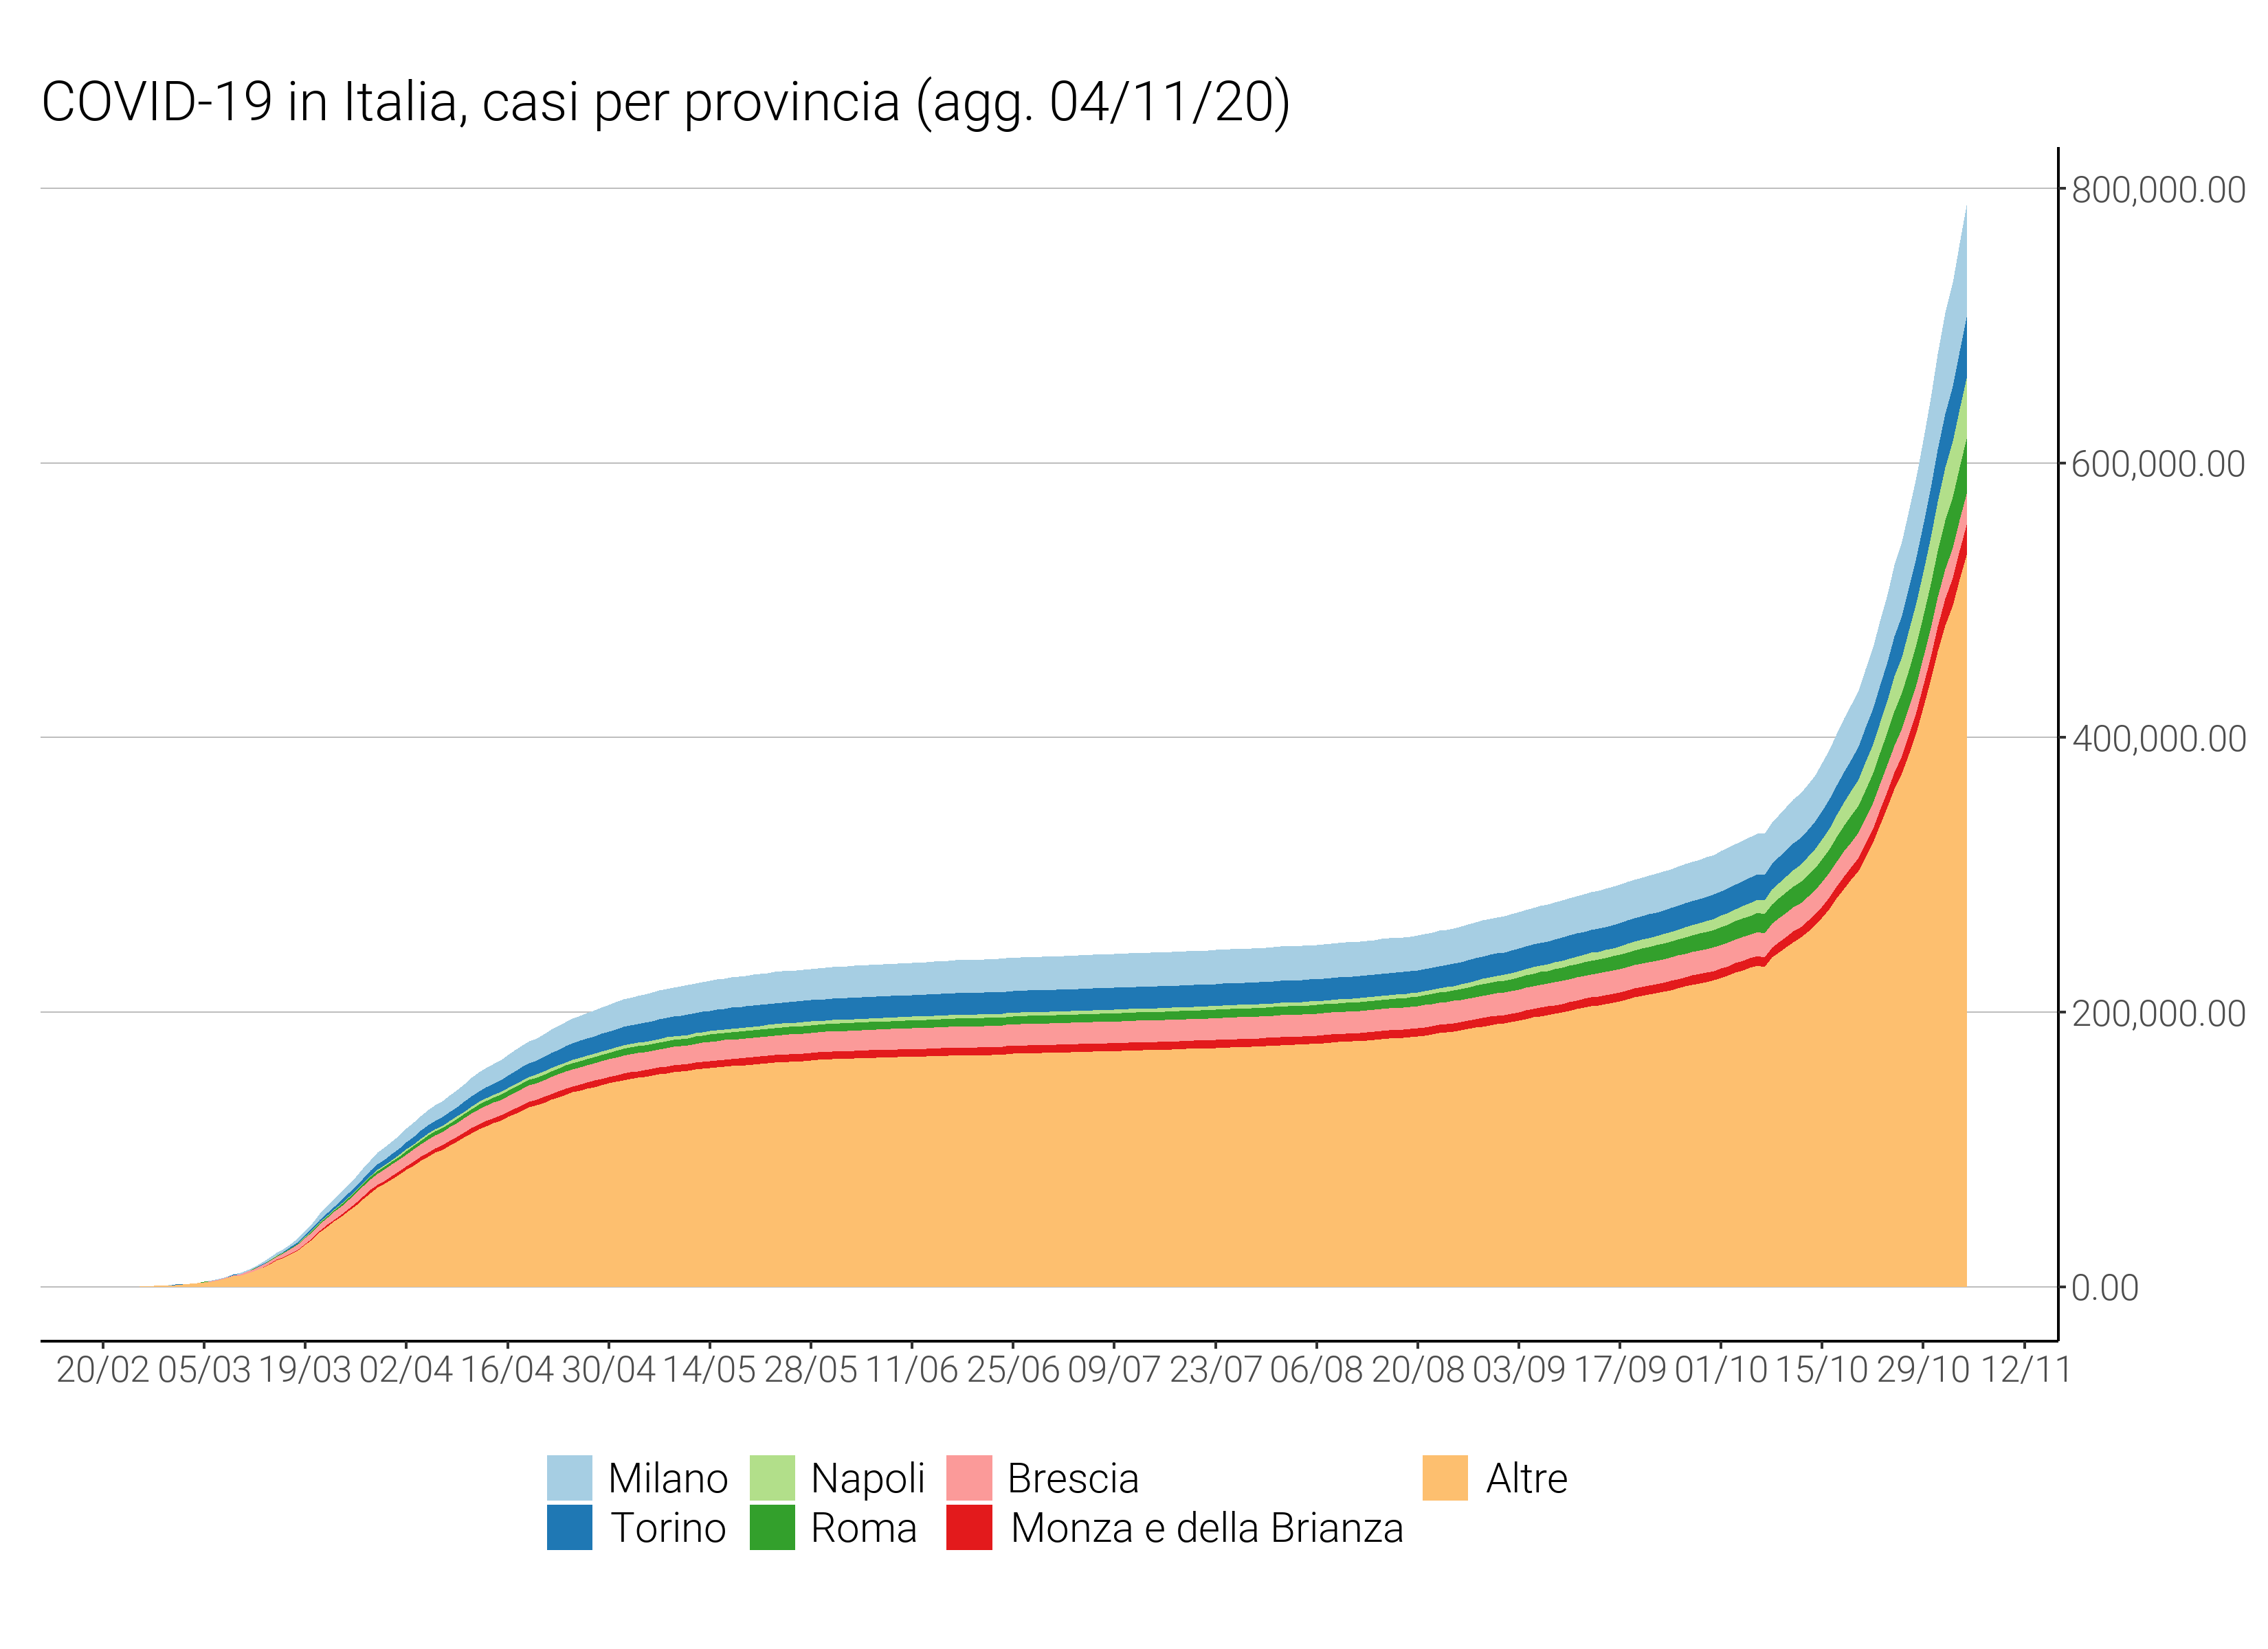 COVID-19 in Italia, casi per provincia (agg. 04/11/20)
800,000.00
600,000.00
400,000.00
200,000.00
0.00
20/02 05/03 19/03 02/04 16/04 30/04 14/05 28/05 11/06 25/06 09/07 23/07 06/08 20/08 03/09 17/09 01/10 15/10 29/10 12/11
Milano Napoli Brescia Altre
Torino Roma Monza e della Brianza